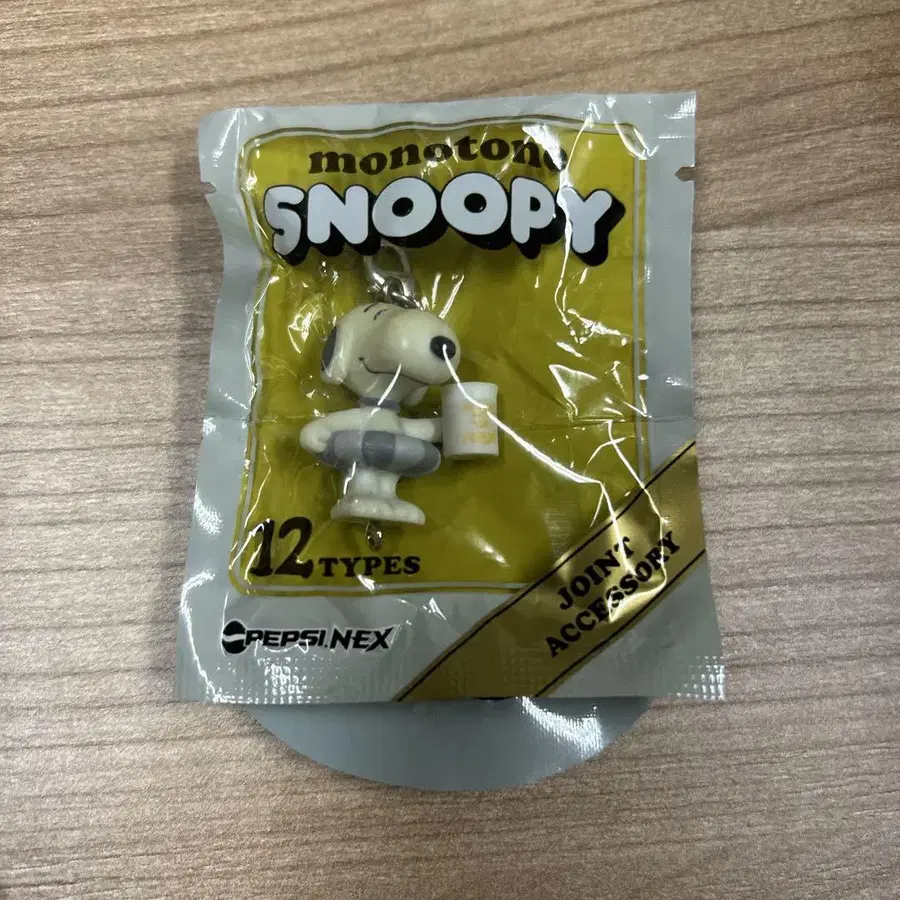 monotone
SNOOPY
12 TYPES
JOINT
ACCESSORY
PEPSI.NEX